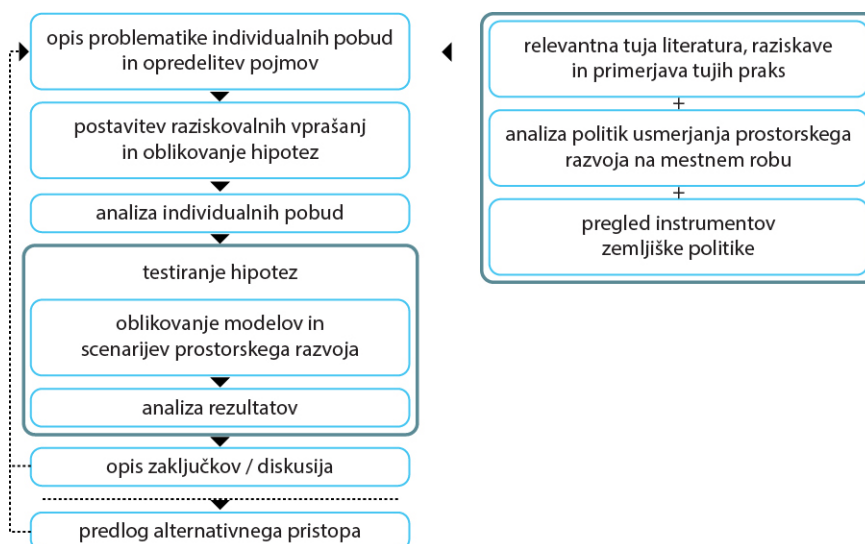 opis problematike individualnih pobud
in opredelitev pojmov
postavitev raziskovalnih vprašanj
in oblikovanje hipotez
analiza individualnih pobud
testiranje hipotez
oblikovanje modelov in
scenarijev prostorskega razvoja
analiza rezultatov
opis zaključkov / diskusija
predlog alternativnega pristopa
relevantna tuja literatura, raziskave
in primerjava tujih praks
+
analiza politik usmerjanja prostorskega
razvoja na mestnem robu
+
pregled instrumentov
zemljiške politike